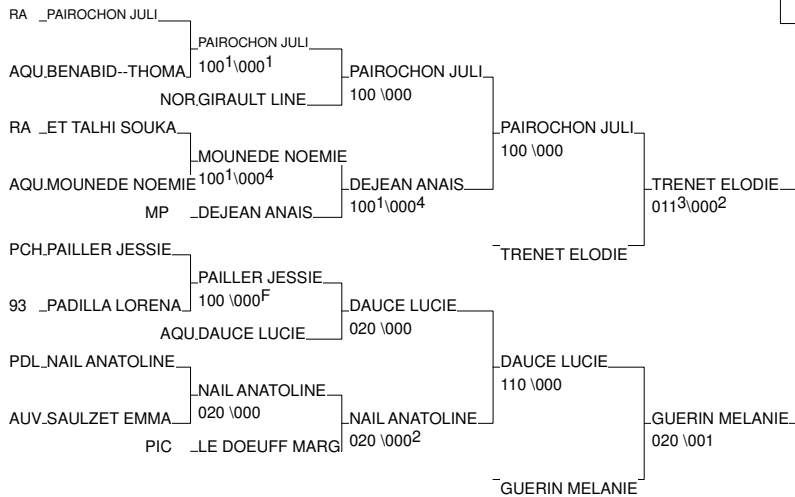 RA PAIROCHON JULI
PAIROCHON JULI
AQU BENABID--THOMA 100¹\000¹ PAIROCHON JULI
NOR GIRAULT LINE 100 \000
RA ET TALHI SOUKA PAIROCHON JULI
100 \000
MOUNEDE NOEMIE
AQU MOUNEDE NOEMIE 100¹\000⁴ DEJEAN ANAIS TRENET ELODIE
MP DEJEAN ANAIS 100¹\000⁴ 011³\000²
PCH PAILLER JESSIE TRENET ELODIE
PAILLER JESSIE
93 PADILLA LORENA 100 \000F DAUCE LUCIE
AQU DAUCE LUCIE 020 \000
PDL NAIL ANATOLINE DAUCE LUCIE
110 \000
NAIL ANATOLINE
AUV SAULZET EMMA 020 \000 NAIL ANATOLINE GUERIN MELANIE
PIC LE DOEUFF MARG 020 \000² 020 \001
GUERIN MELANIE